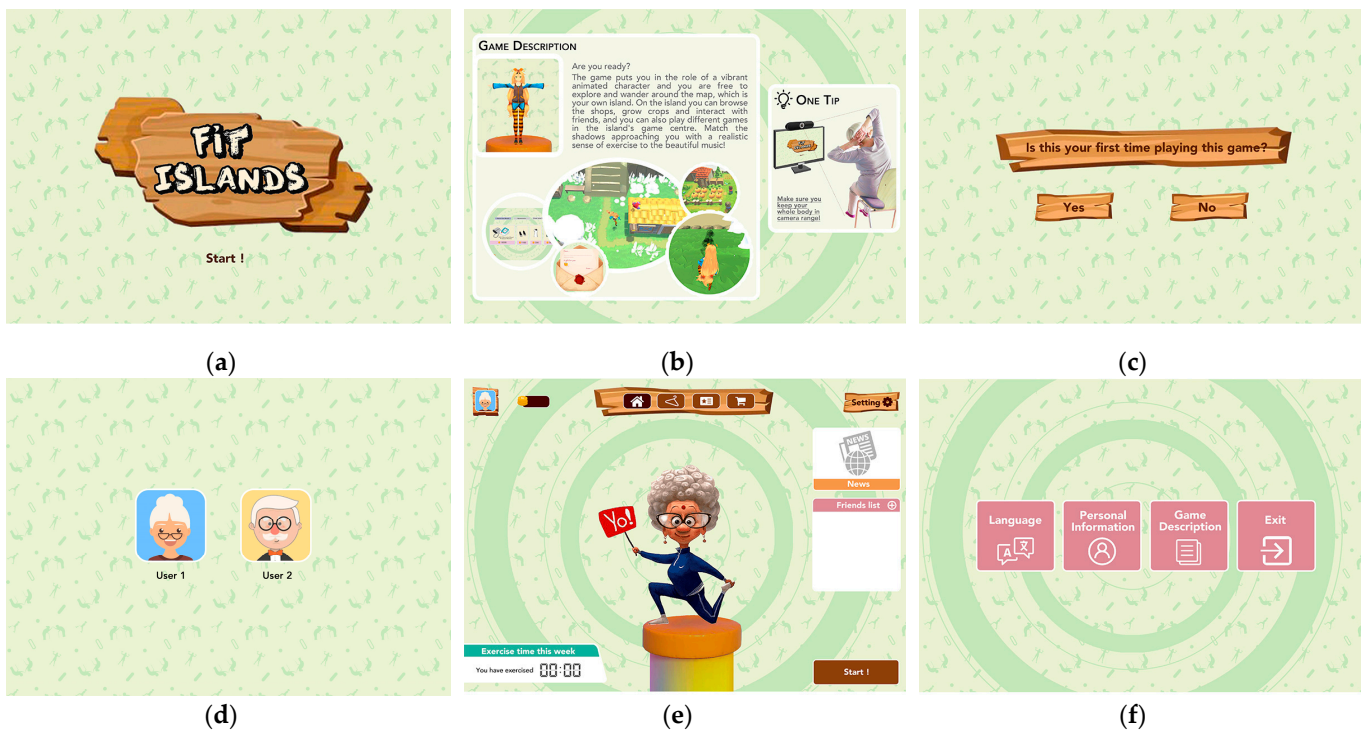 FiT
ISLANDS
Start !
(a)
GAME DESCRIPTION
Are you ready?
The game puts you in the role of a vibrant
animated character and you are free to
explore and wander around the map, which is
your own island. On the island you can browse
the shops, grow crops and interact with
friends, and you can also play different games
in the island's game centre. Match the
shadows approaching you with a realistic
sense of exercise to the beautiful music!
ONE TIP
FiT
ISLANDS
Make sure you
keep your
whole body in
camera range!
(b)
Is this your first time playing this game?
Yes
No
(c)
User 1
User 2
(d)
Setting
NEWS
News
Friends list
Yo!
Exercise time this week
You have exercised 00:00
Start !
(e)
Language
A 文
Personal
Information
Game
Description
Exit
(f)